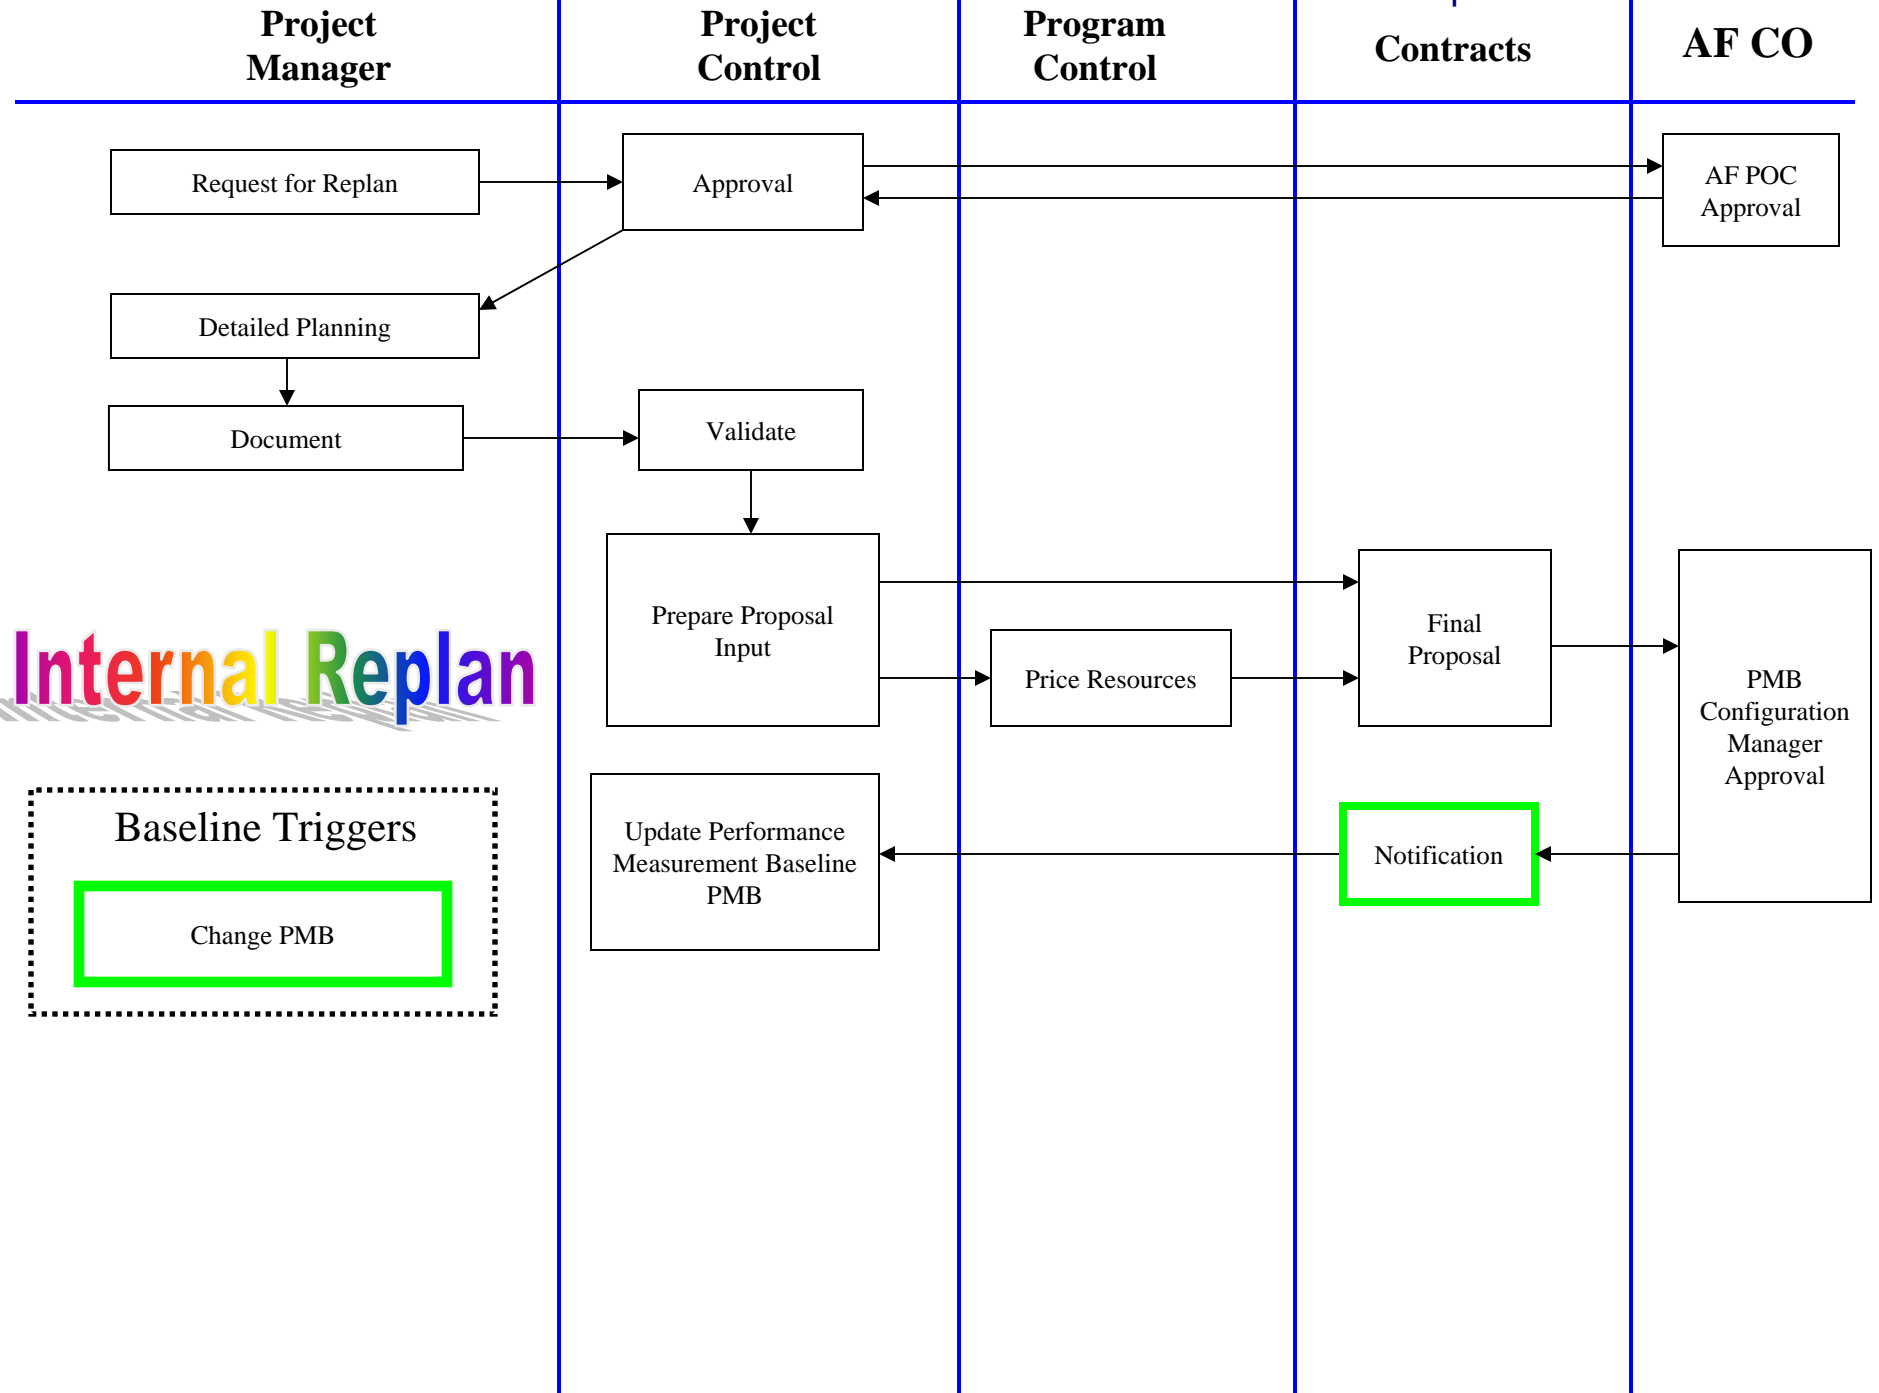 Project
Manager
Project
Control
Program
Control
Contracts
AF CO
Request for Replan
Approval
AF POC
Approval
Detailed Planning
Document
Validate
Prepare Proposal
Input
Price Resources
Final
Proposal
PMB
Configuration
Manager
Approval
Internal Replan
Baseline Triggers
Change PMB
Update Performance
Measurement Baseline
PMB
Notification